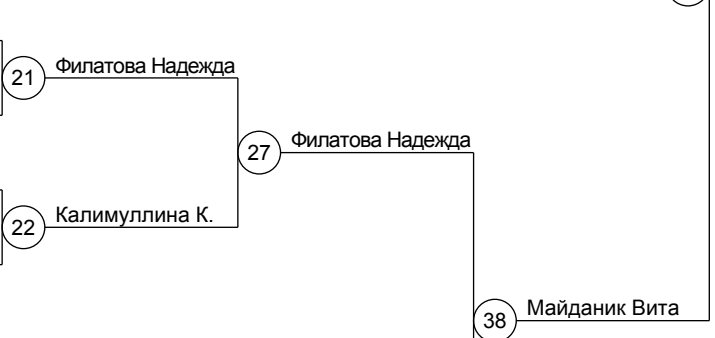 21 Филатова Надежда
27 Филатова Надежда
22 Калимуллина К.
38 Майданик Вита